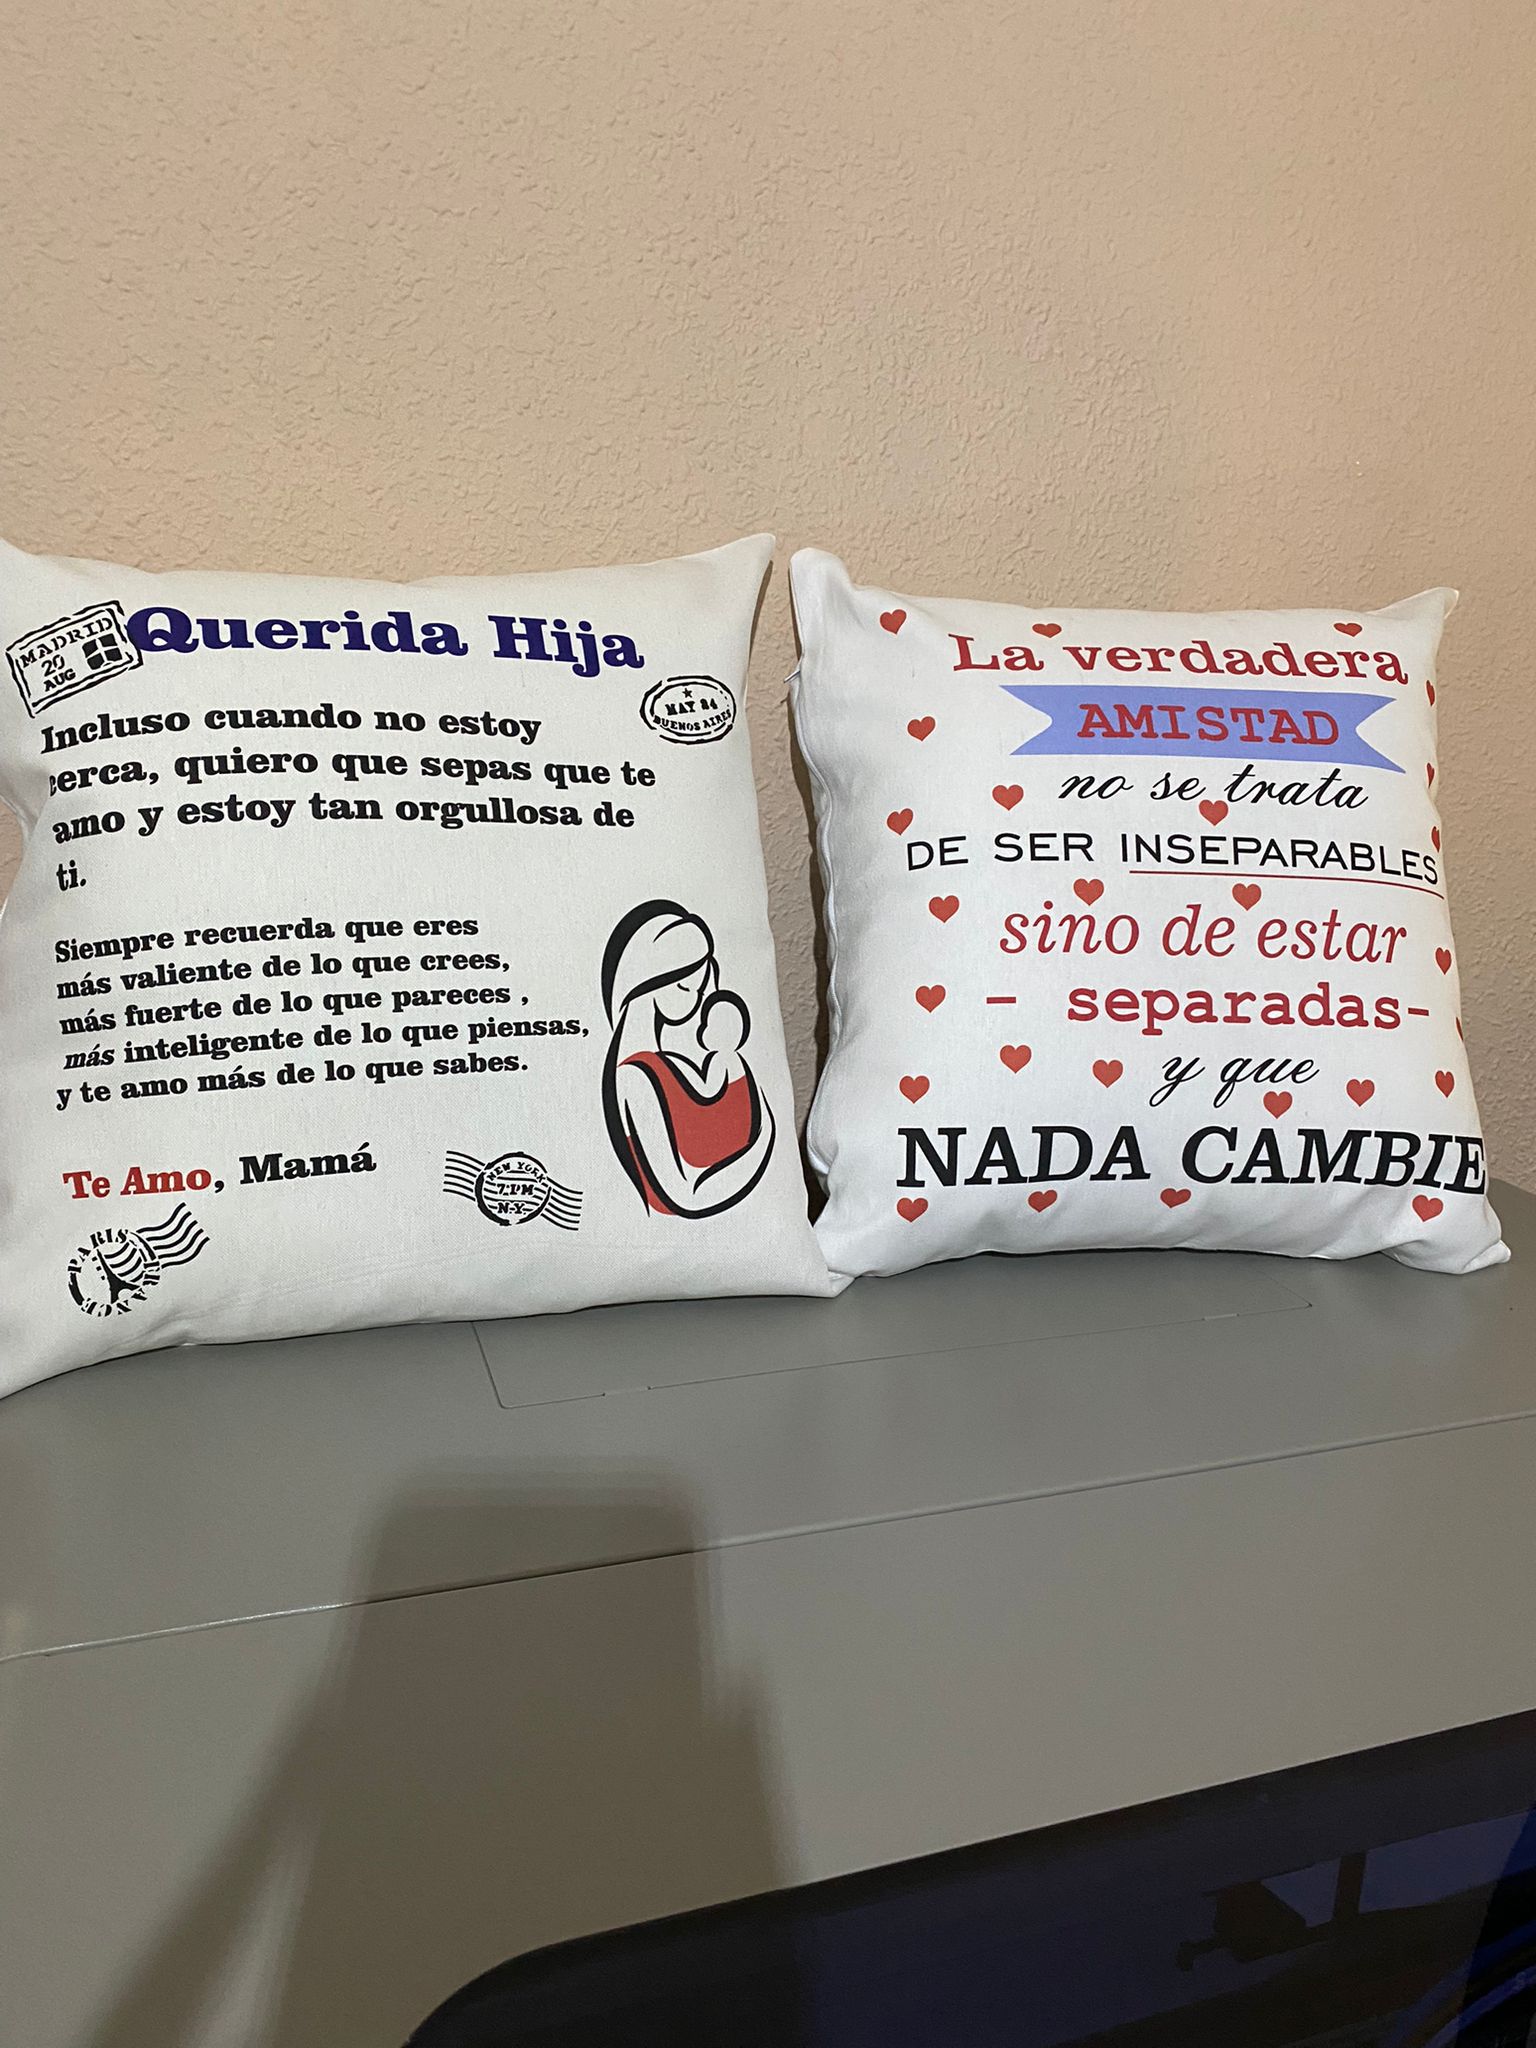 MADRID
20
AUG
Querida Hija
MAY 24
BUENOS AIRES
Incluso cuando no estoy
cerca, quiero que sepas que te
amo y estoy tan orgullosa de
ti.
Siempre recuerda que eres
más valiente de lo que crees,
más fuerte de lo que pareces ,
más inteligente de lo que piensas,
y te amo más de lo que sabes.
Te Amo, Mamá
NEW YORK
7 PM
N.Y.
PARIS
FRANCE
La verdadera
AMISTAD
no se trata
DE SER INSEPARABLES
sino de estar
- separadas-
y que
NADA CAMBIE